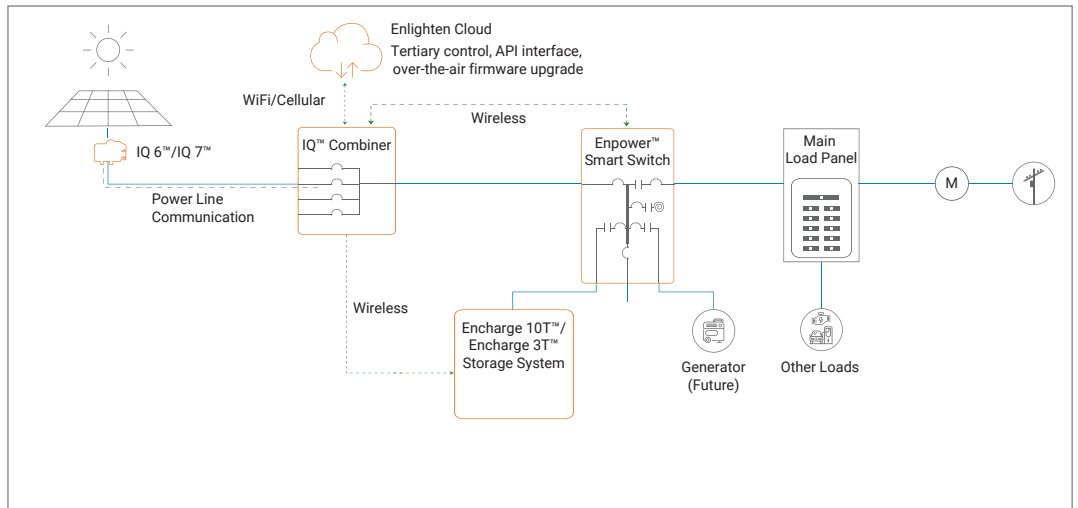 Enlighten Cloud
Tertiary control, API interface,
over-the-air firmware upgrade
WiFi/Cellular
Wireless
IQ 6™/IQ 7™
IQ™ Combiner
Enpower™
Smart Switch
Main
Load Panel
M
Power Line
Communication
Wireless
Encharge 10T™/
Encharge 3T™
Storage System
Generator
(Future)
Other Loads